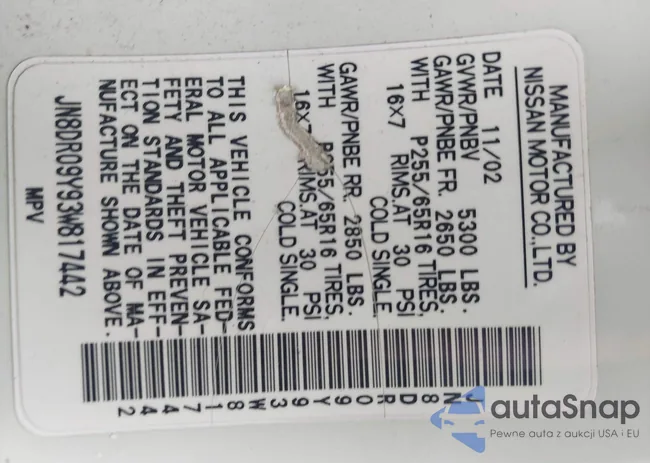 MANUFACTURED BY
NISSAN MOTOR CO.,LTD.
DATE 11/02
GVWR/PNBV 5300 LBS.
GAWR/PNBE FR. 2650 LBS.
WITH P255/65R16 TIRES,
16X7 RIMS.AT 30 PSI
COLD SINGLE.
GAWR/PNBE RR. 2850 LBS.
WITH P255/65R16 TIRES,
16X7 RIMS.AT 30 PSI
COLD SINGLE.
THIS VEHICLE CONFORMS
TO ALL APPLICABLE FED-
ERAL MOTOR VEHICLE SA-
FETY AND THEFT PREVEN-
TION STANDARDS IN EFF-
ECT ON THE DATE OF MA-
NUFACTURE SHOWN ABOVE.
JN8DR09Y93W817442
MPV
JN8DR09Y93W817442
autaSnap
Pewne auta z aukcji USA i EU